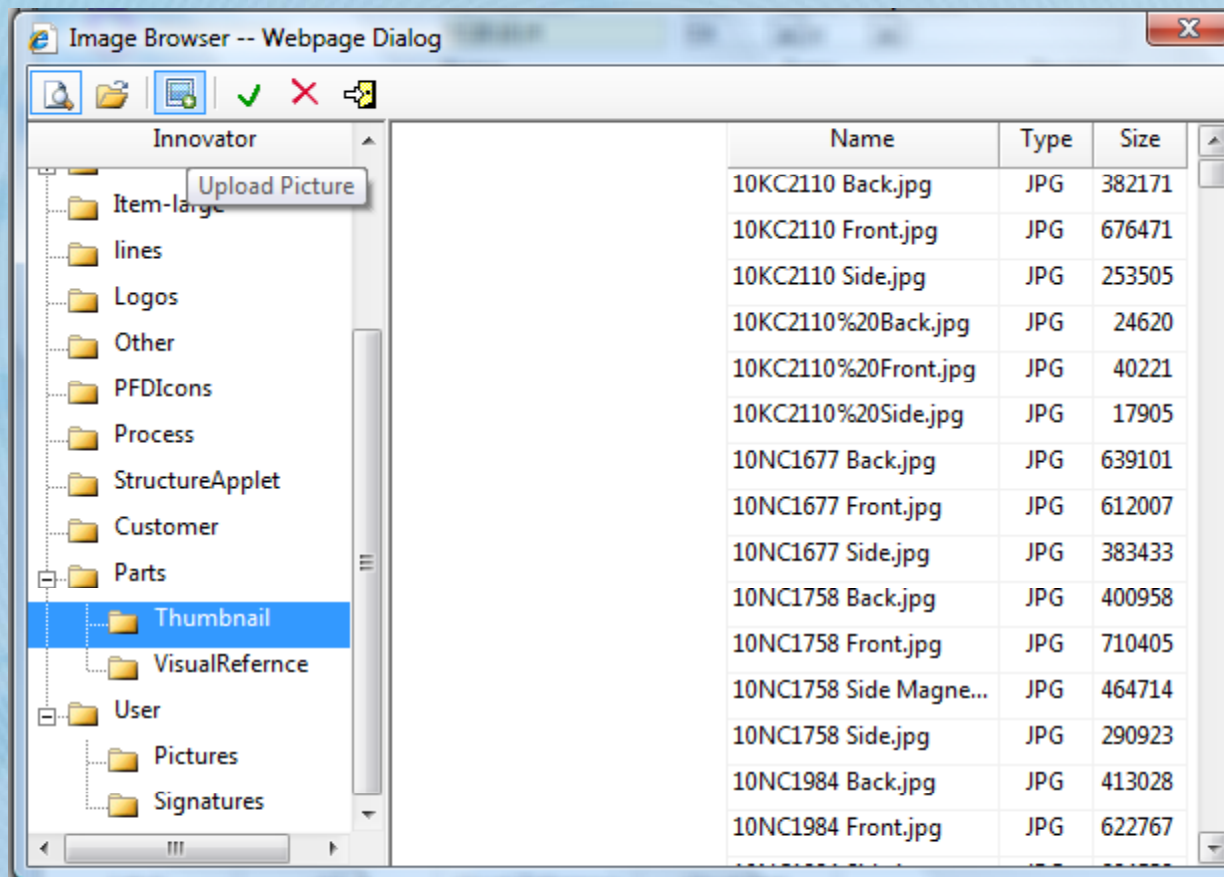 Image Browser -- Webpage Dialog
Innovator
Upload Picture
Item-large
lines
Logos
Other
PFDIcons
Process
StructureApplet
Customer
Parts
Thumbnail
VisualRefernce
User
Pictures
Signatures
Name Type Size
10KC2110 Back.jpg JPG 382171
10KC2110 Front.jpg JPG 676471
10KC2110 Side.jpg JPG 253505
10KC2110%20Back.jpg JPG 24620
10KC2110%20Front.jpg JPG 40221
10KC2110%20Side.jpg JPG 17905
10NC1677 Back.jpg JPG 639101
10NC1677 Front.jpg JPG 612007
10NC1677 Side.jpg JPG 383433
10NC1758 Back.jpg JPG 400958
10NC1758 Front.jpg JPG 710405
10NC1758 Side Magne... JPG 464714
10NC1758 Side.jpg JPG 290923
10NC1984 Back.jpg JPG 413028
10NC1984 Front.jpg JPG 622767